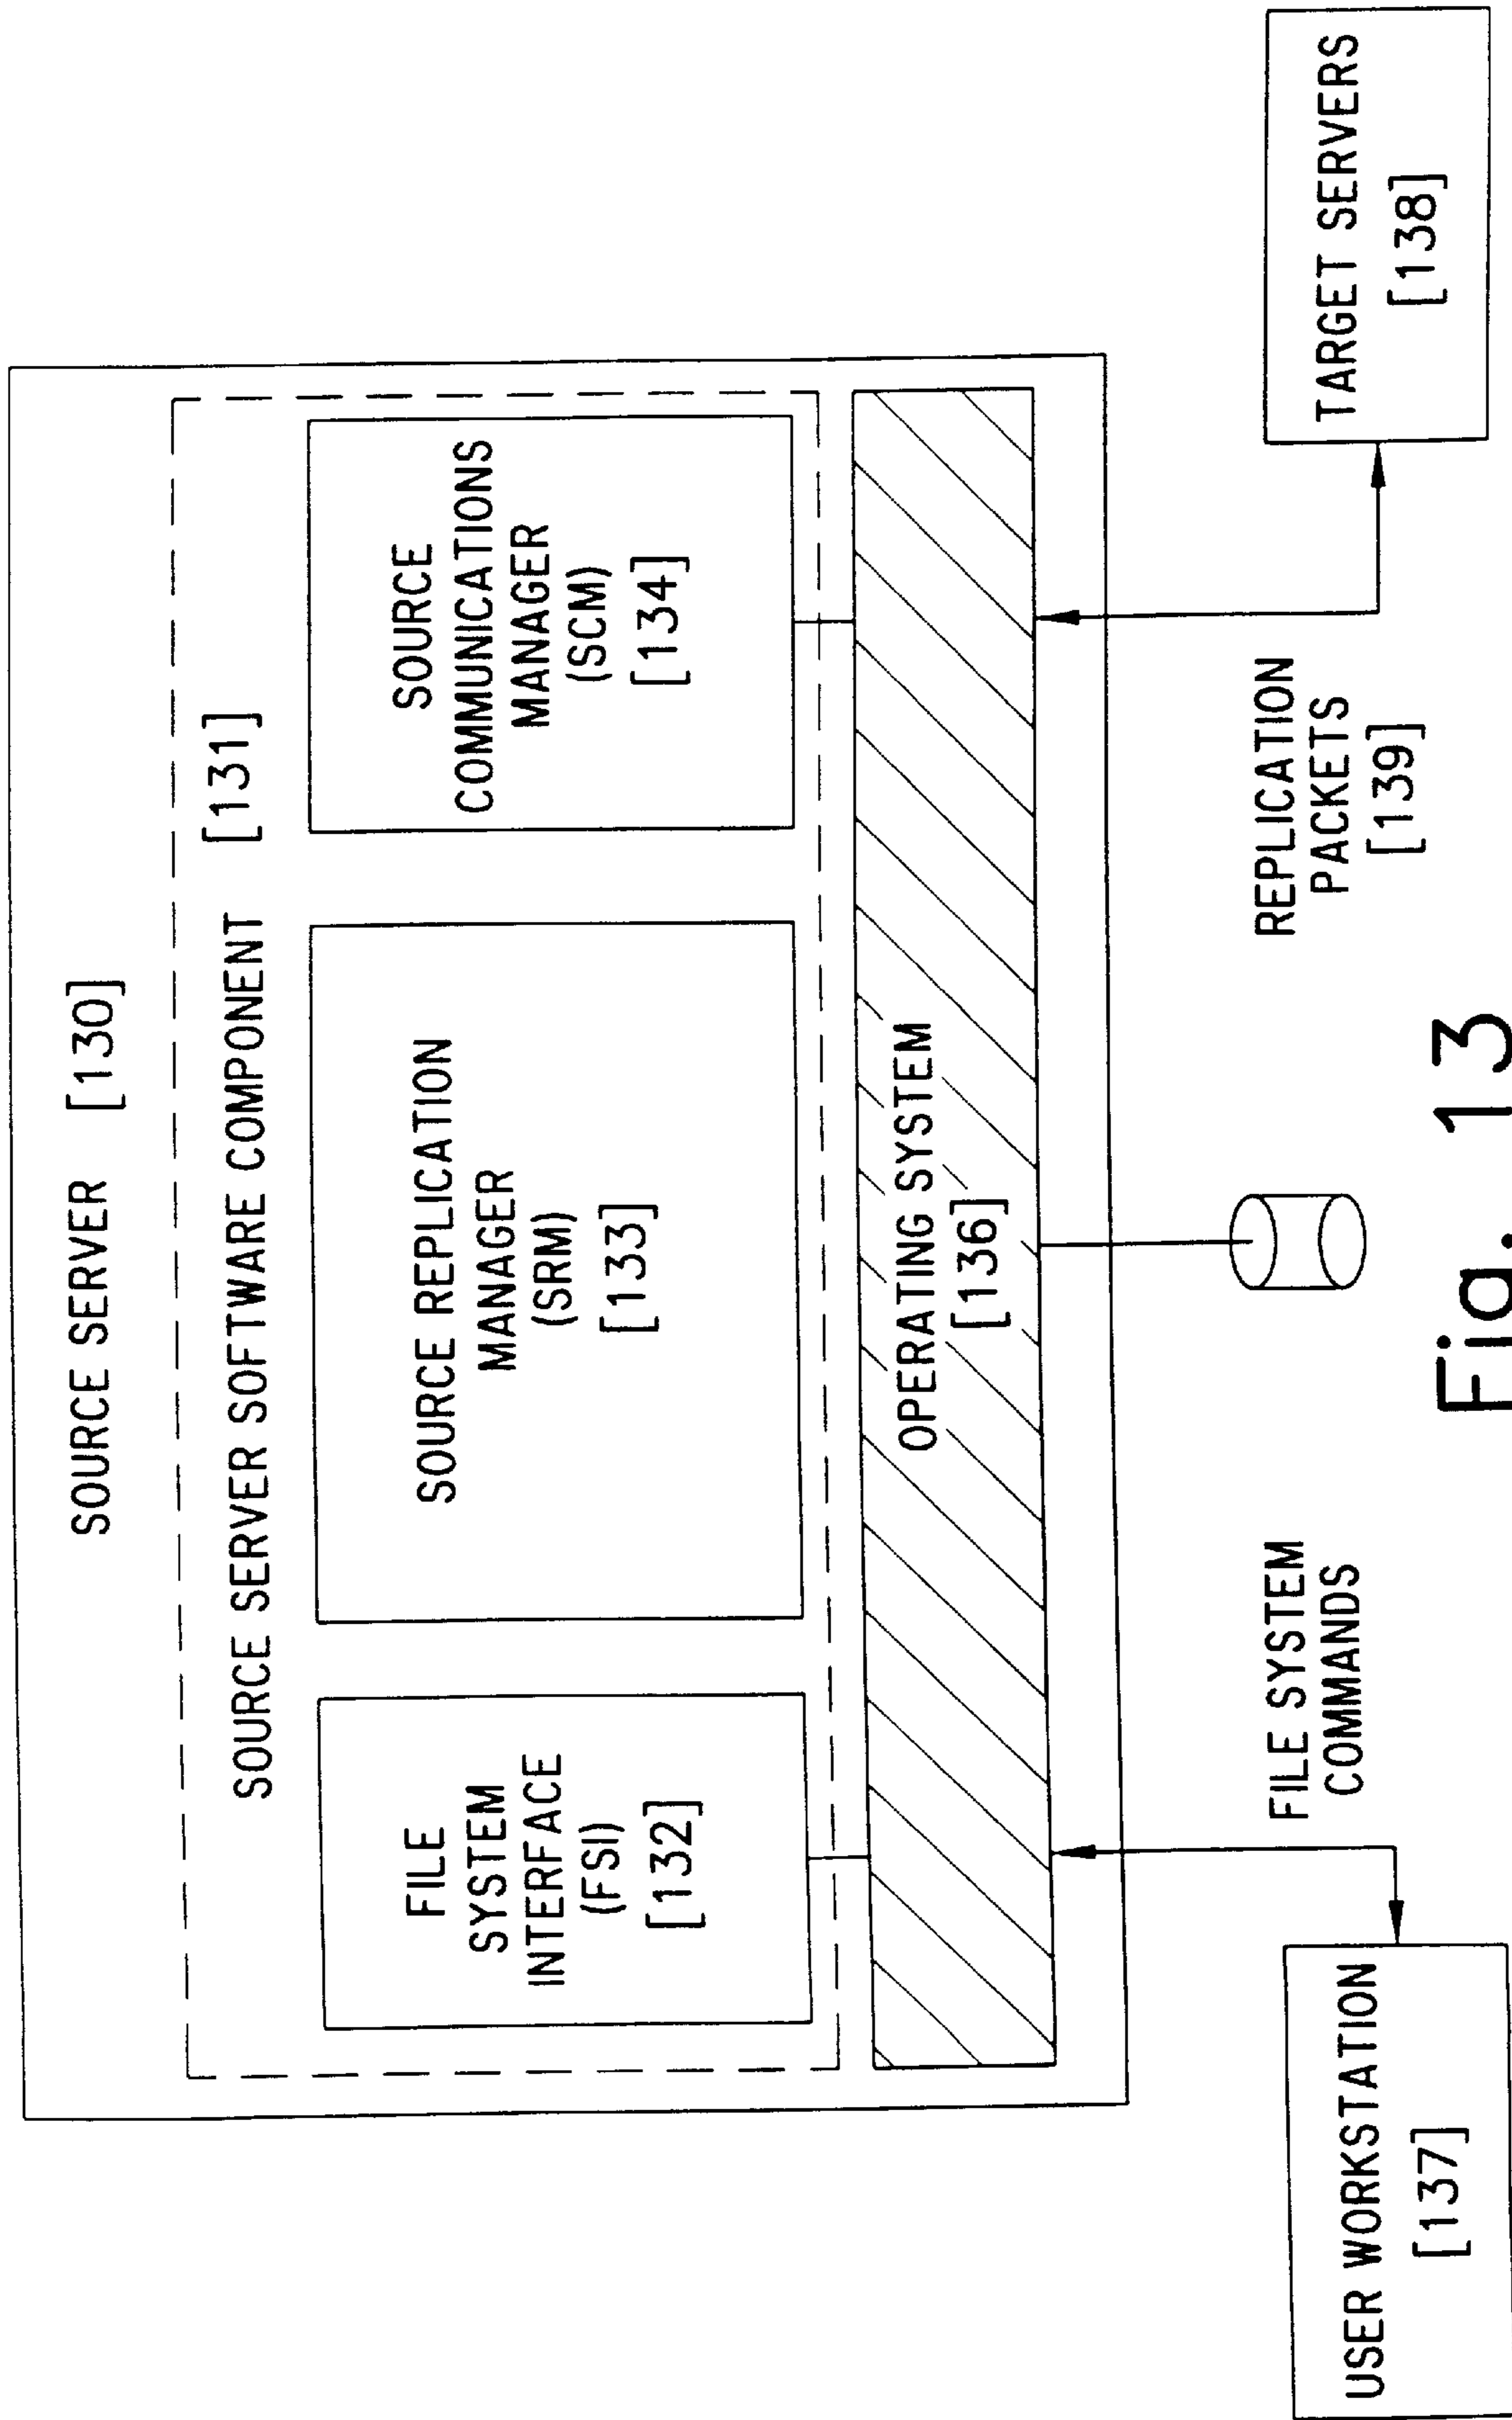 SOURCE SERVER [130]
SOURCE SERVER SOFTWARE COMPONENT [131]
FILE
SYSTEM
INTERFACE
(FSI)
[132]
SOURCE REPLICATION
MANAGER
(SRM)
[133]
SOURCE
COMMUNICATIONS
MANAGER
(SCM)
[134]
OPERATING SYSTEM
[136]
FILE SYSTEM
COMMANDS
REPLICATION
PACKETS
[139]
USER WORKSTATION
[137]
TARGET SERVERS
[138]
Fig. 13